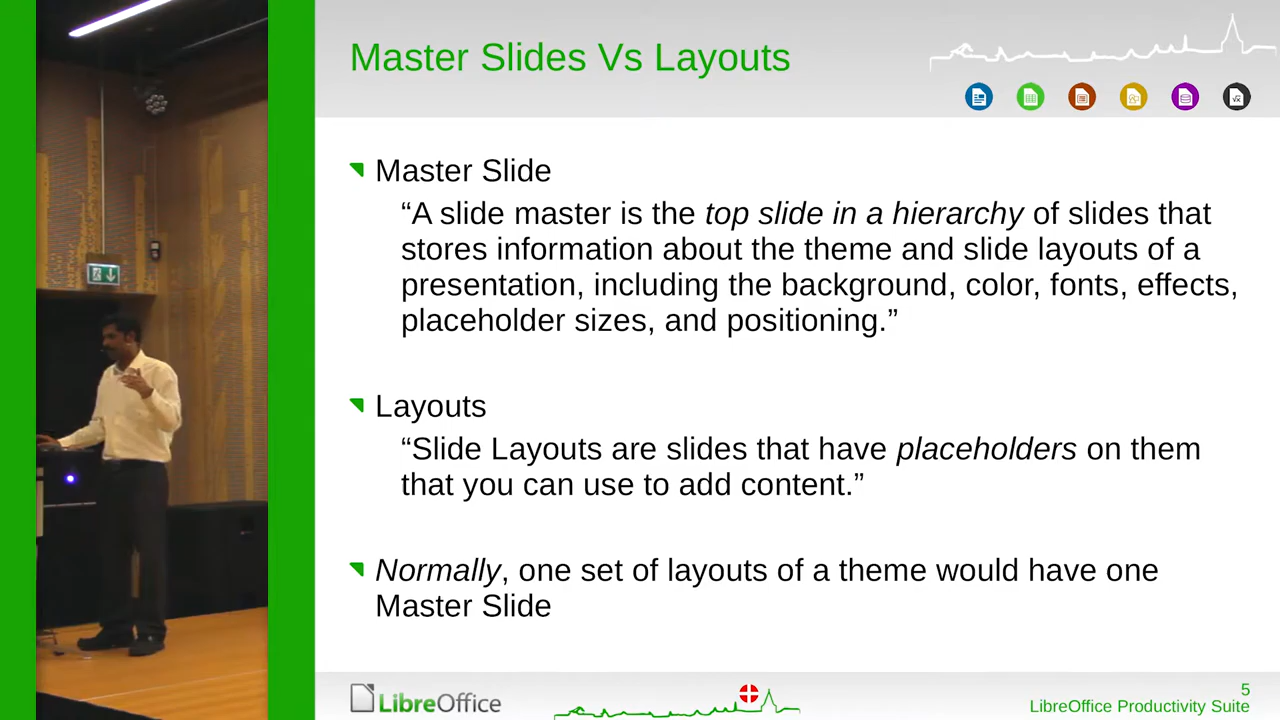 Master Slides Vs Layouts
Master Slide
“A slide master is the top slide in a hierarchy of slides that
stores information about the theme and slide layouts of a
presentation, including the background, color, fonts, effects,
placeholder sizes, and positioning.”
Layouts
“Slide Layouts are slides that have placeholders on them
that you can use to add content.”
Normally, one set of layouts of a theme would have one
Master Slide
LibreOffice
5
LibreOffice Productivity Suite